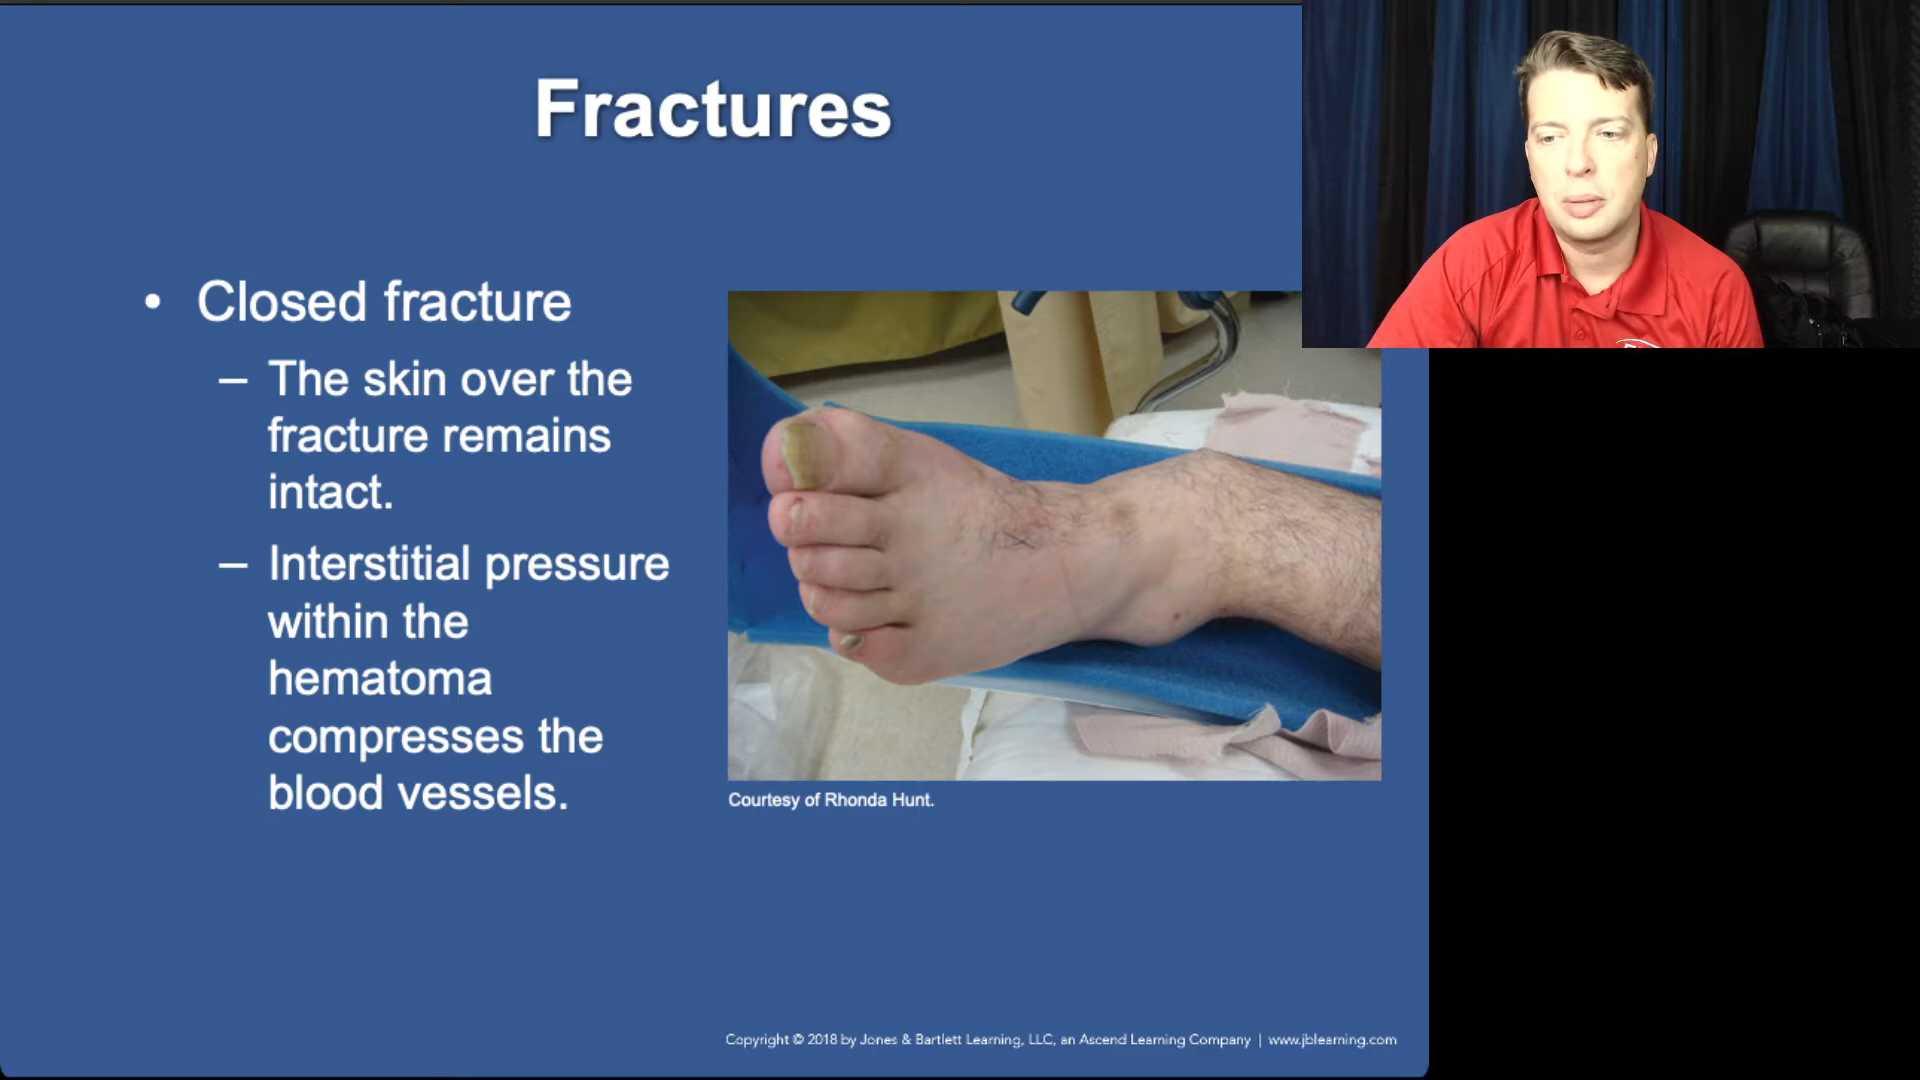 Fractures
• Closed fracture
– The skin over the
fracture remains
intact.
– Interstitial pressure
within the
hematoma
compresses the
blood vessels.
Courtesy of Rhonda Hunt.
Copyright © 2018 by Jones & Bartlett Learning, LLC, an Ascend Learning Company | www.jblearning.com